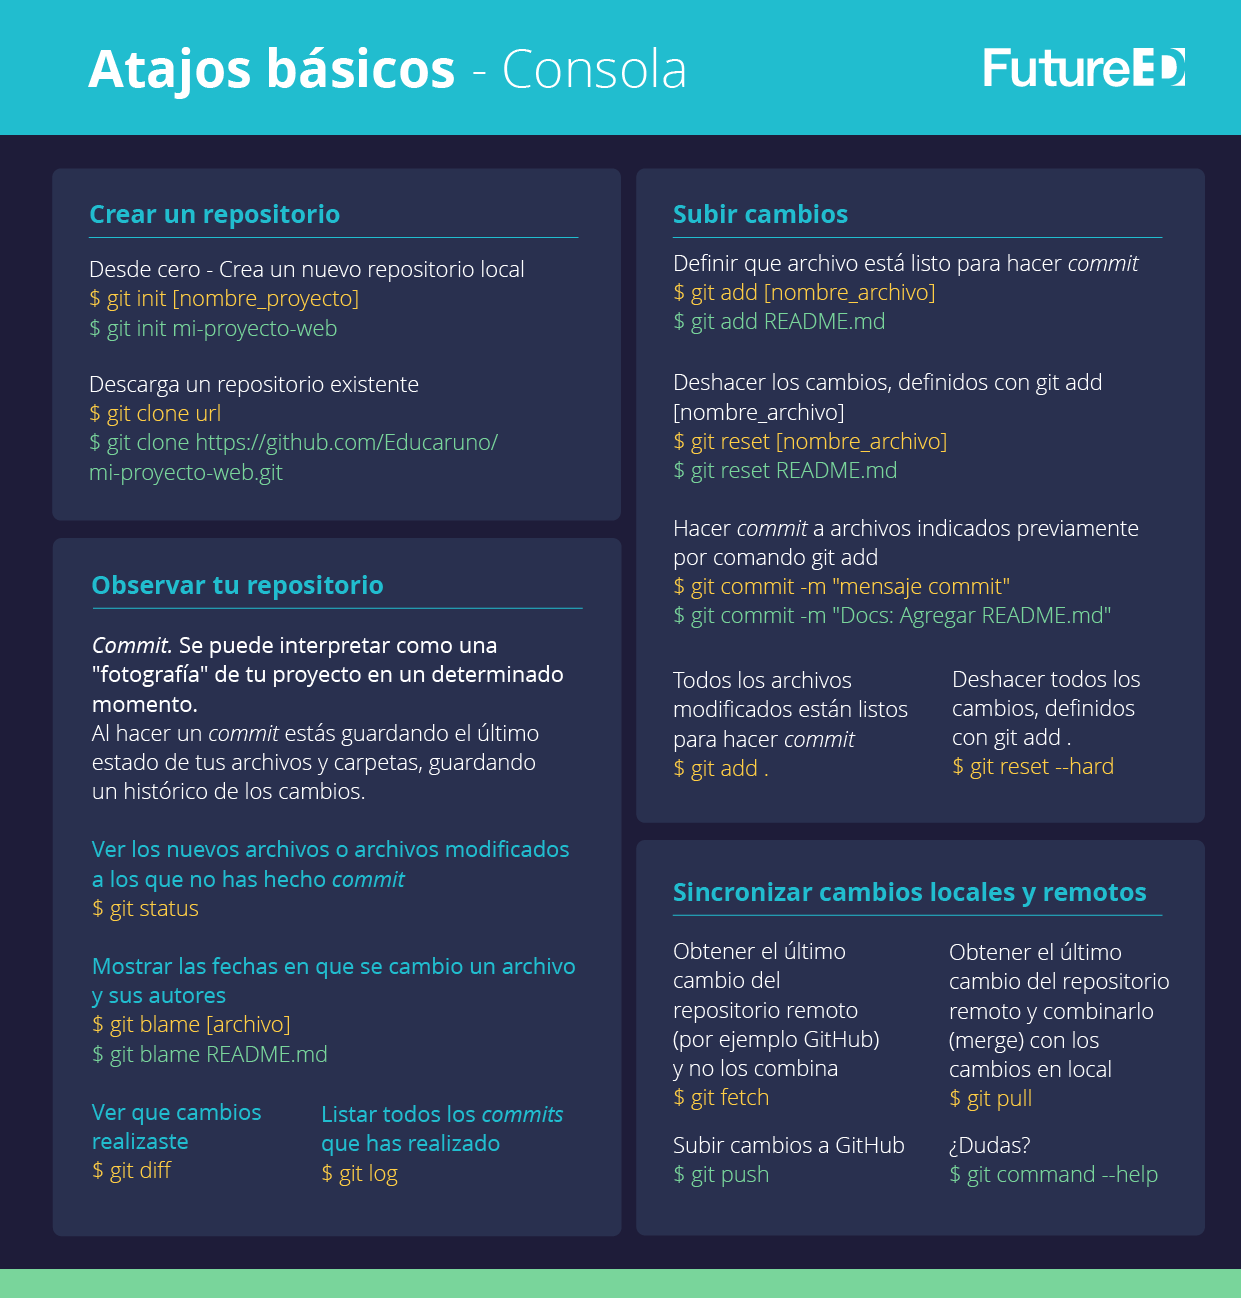 Atajos básicos - Consola
FutureED
Crear un repositorio
Desde cero - Crea un nuevo repositorio local
$ git init [nombre_proyecto]
$ git init mi-proyecto-web
Descarga un repositorio existente
$ git clone url
$ git clone https://github.com/Educaruno/
mi-proyecto-web.git
Observar tu repositorio
Commit. Se puede interpretar como una
"fotografía" de tu proyecto en un determinado
momento.
Al hacer un commit estás guardando el último
estado de tus archivos y carpetas, guardando
un histórico de los cambios.
Ver los nuevos archivos o archivos modificados
a los que no has hecho commit
$ git status
Mostrar las fechas en que se cambio un archivo
y sus autores
$ git blame [archivo]
$ git blame README.md
Ver que cambios
realizaste
$ git diff
Listar todos los commits
que has realizado
$ git log
Subir cambios
Definir que archivo está listo para hacer commit
$ git add [nombre_archivo]
$ git add README.md
Deshacer los cambios, definidos con git add
[nombre_archivo]
$ git reset [nombre_archivo]
$ git reset README.md
Hacer commit a archivos indicados previamente
por comando git add
$ git commit -m "mensaje commit"
$ git commit -m "Docs: Agregar README.md"
Todos los archivos
modificados están listos
para hacer commit
$ git add .
Deshacer todos los
cambios, definidos
con git add .
$ git reset --hard
Sincronizar cambios locales y remotos
Obtener el último
cambio del
repositorio remoto
(por ejemplo GitHub)
y no los combina
$ git fetch
Obtener el último
cambio del repositorio
remoto y combinarlo
(merge) con los
cambios en local
$ git pull
Subir cambios a GitHub
$ git push
¿Dudas?
$ git command --help